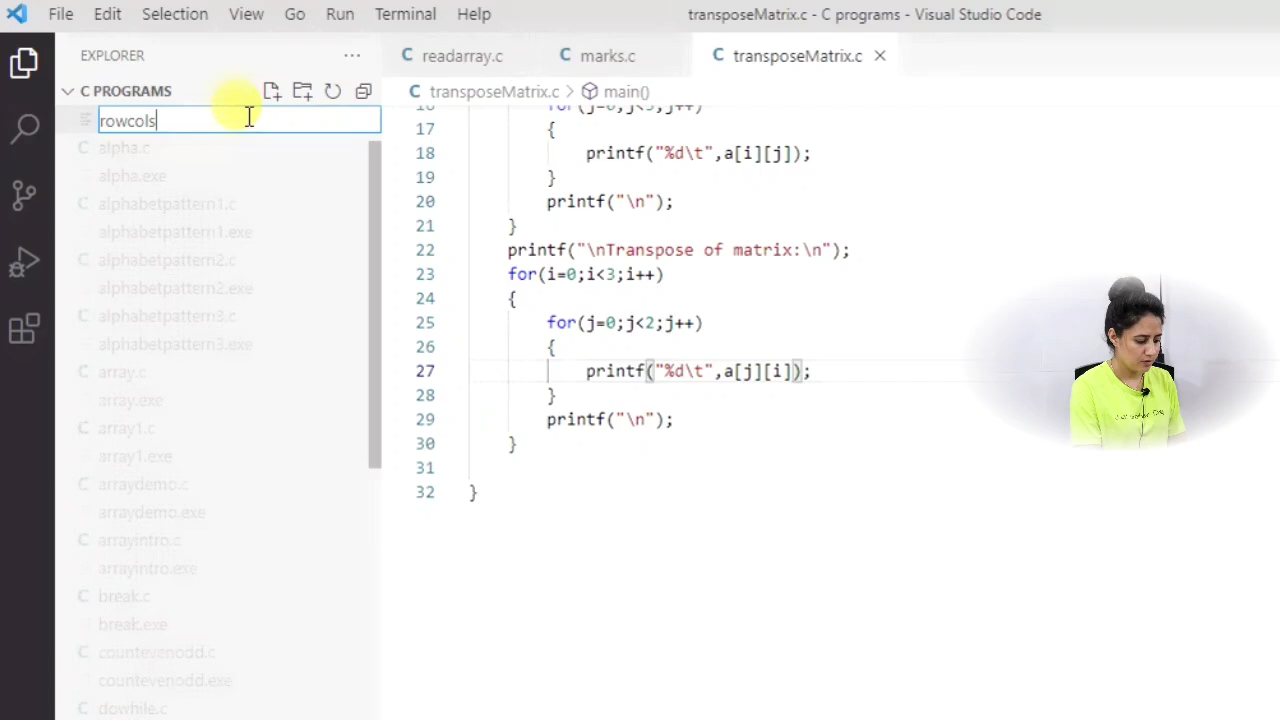 File Edit Selection View Go Run Terminal Help transposeMatrix.c - C programs - Visual Studio Code
EXPLORER ... readarray.c marks.c transposeMatrix.c
C PROGRAMS transposeMatrix.c > main()
rowcols
alpha.c
alpha.exe
alphabetpattern1.c
alphabetpattern1.exe
alphabetpattern2.c
alphabetpattern2.exe
alphabetpattern3.c
alphabetpattern3.exe
array.c
array.exe
array1.c
array1.exe
arraydemo.c
arraydemo.exe
arrayintro.c
arrayintro.exe
break.c
break.exe
countevenodd.c
countevenodd.exe
dowhile.c
16 for(j=0;j<3;j++)
17 {
18 printf("%d\t",a[i][j]);
19 }
20 printf("\n");
21 }
22 printf("\nTranspose of matrix:\n");
23 for(i=0;i<3;i++)
24 {
25 for(j=0;j<2;j++)
26 {
27 printf("%d\t",a[j][i]);
28 }
29 printf("\n");
30 }
31
32 }